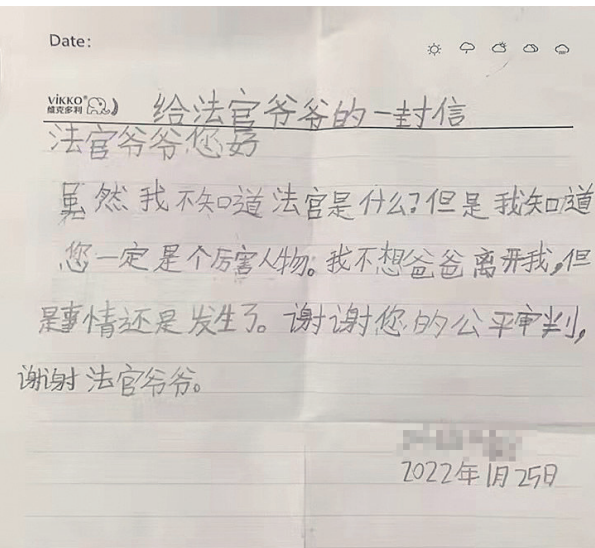 Date:
VIKKO®
维克多利
给法官爷爷的一封信
法官爷爷您好
虽然我不知道法官是什么?但是我知道
您一定是个厉害人物。我不想爸爸离开我,但
是事情还是发生了。谢谢您的公平审判,
谢谢法官爷爷。
2022年1月25日